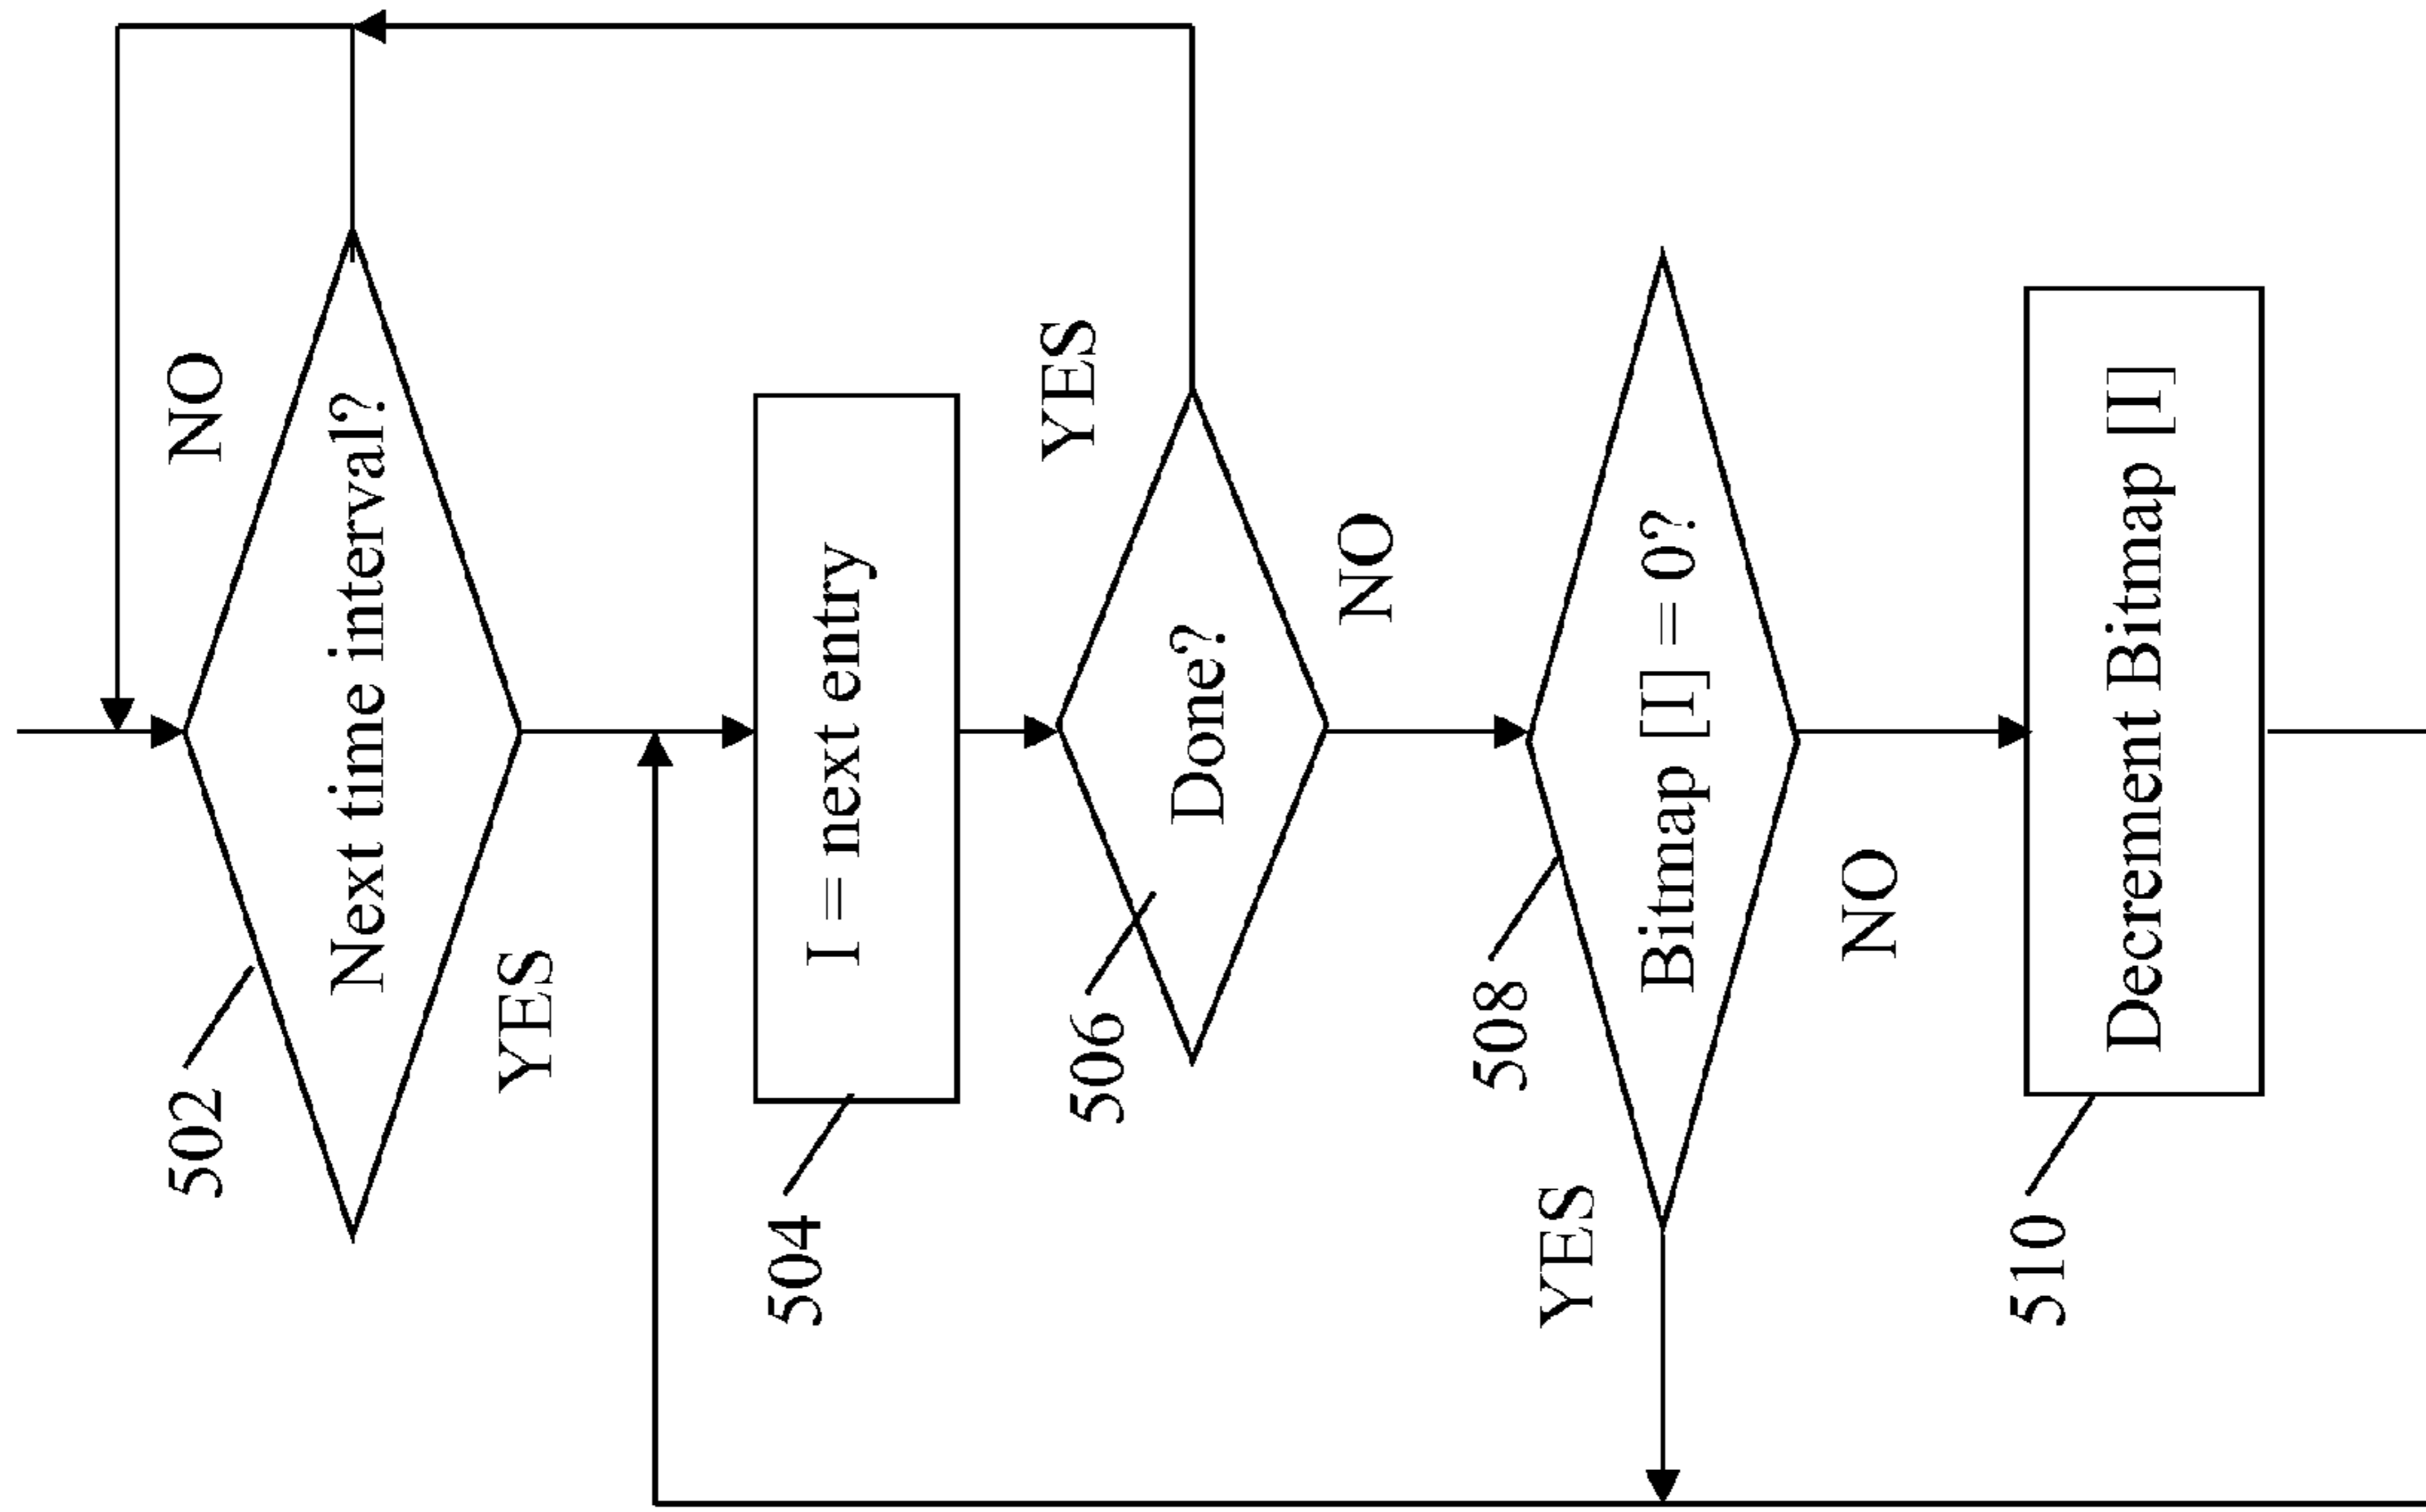 502
NO
Next time interval?
YES
504
I = next entry
506
YES
Done?
NO
508
YES
Bitmap [I] = 0?
NO
510
Decrement Bitmap [I]